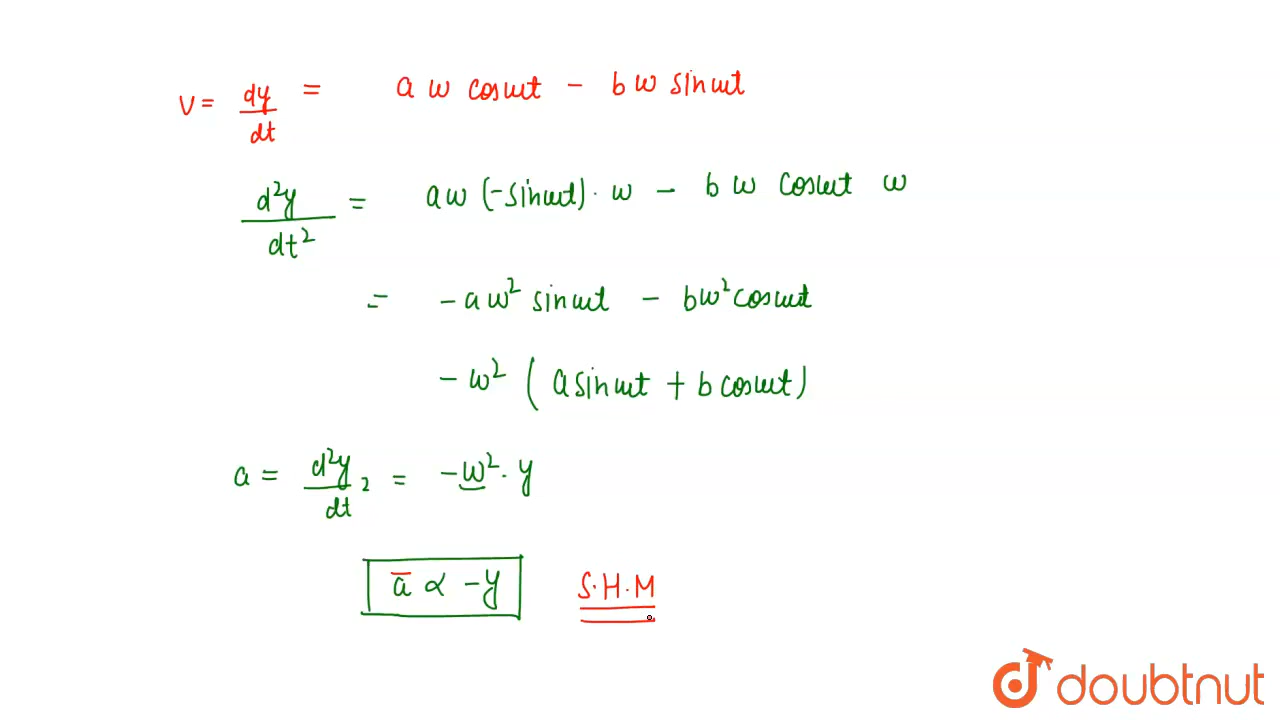 v = dy/dt = a ω cosωt − b ω sinωt
d²y/dt² = aω (−sinωt)·ω − b ω cosωt ω
= −aω² sinωt − bω² cosωt
−ω² (a sinωt + b cosωt)
a = d²y/dt² = −ω²·y
a̅ ∝ −y S.H.M
doubtnut